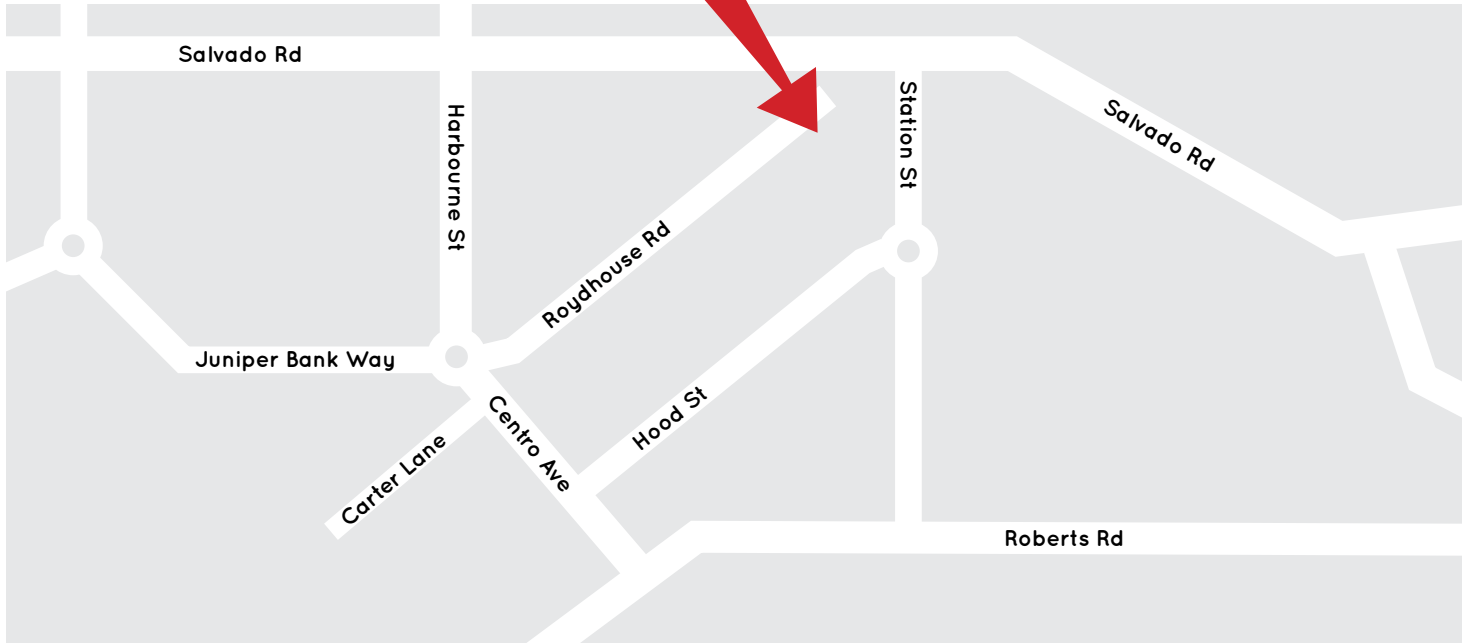 Salvado Rd
Harbourne St
Station St
Salvado Rd
Roydhouse Rd
Juniper Bank Way
Hood St
Centro Ave
Carter Lane
Roberts Rd